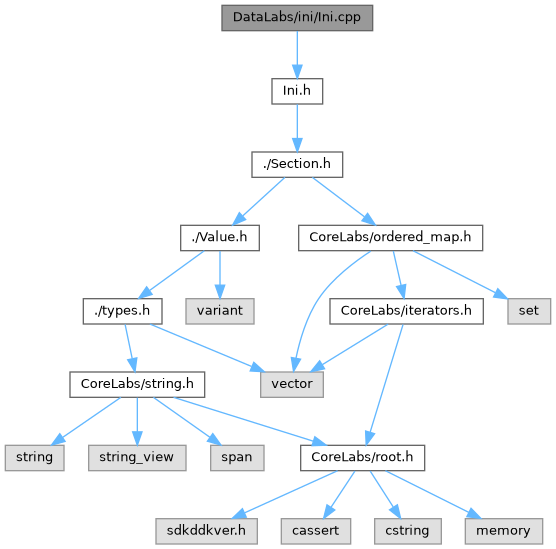 DataLabs/ini/Ini.cpp
Ini.h
./Section.h
./Value.h
CoreLabs/ordered_map.h
./types.h
variant
CoreLabs/iterators.h
set
CoreLabs/string.h
vector
string
string_view
span
CoreLabs/root.h
sdkddkver.h
cassert
cstring
memory